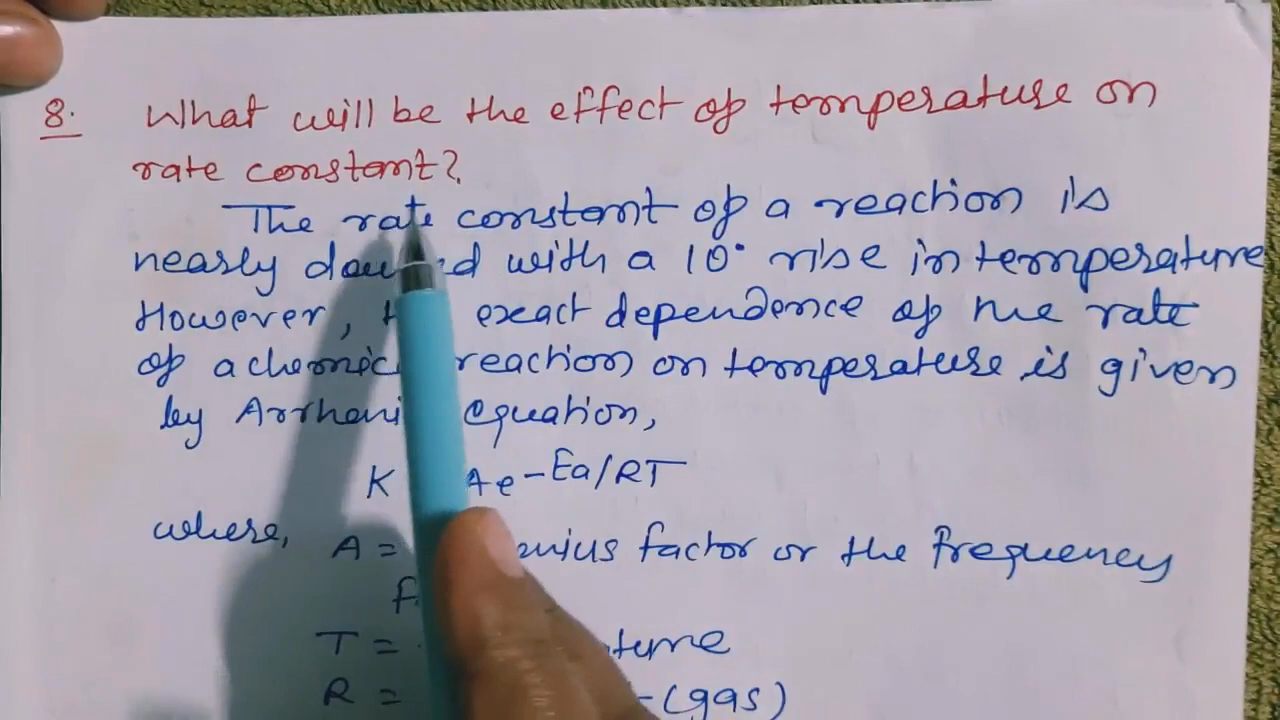 8. What will be the effect of temperature on
rate constant?
The rate constant of a reaction is
nearly with a 10° rise in temperature
However, exact dependence of the rate
of a reaction on temperature is given
by equation,
K Ae-Ea/RT
where, A = factor or the frequency
T =
R = (gas)